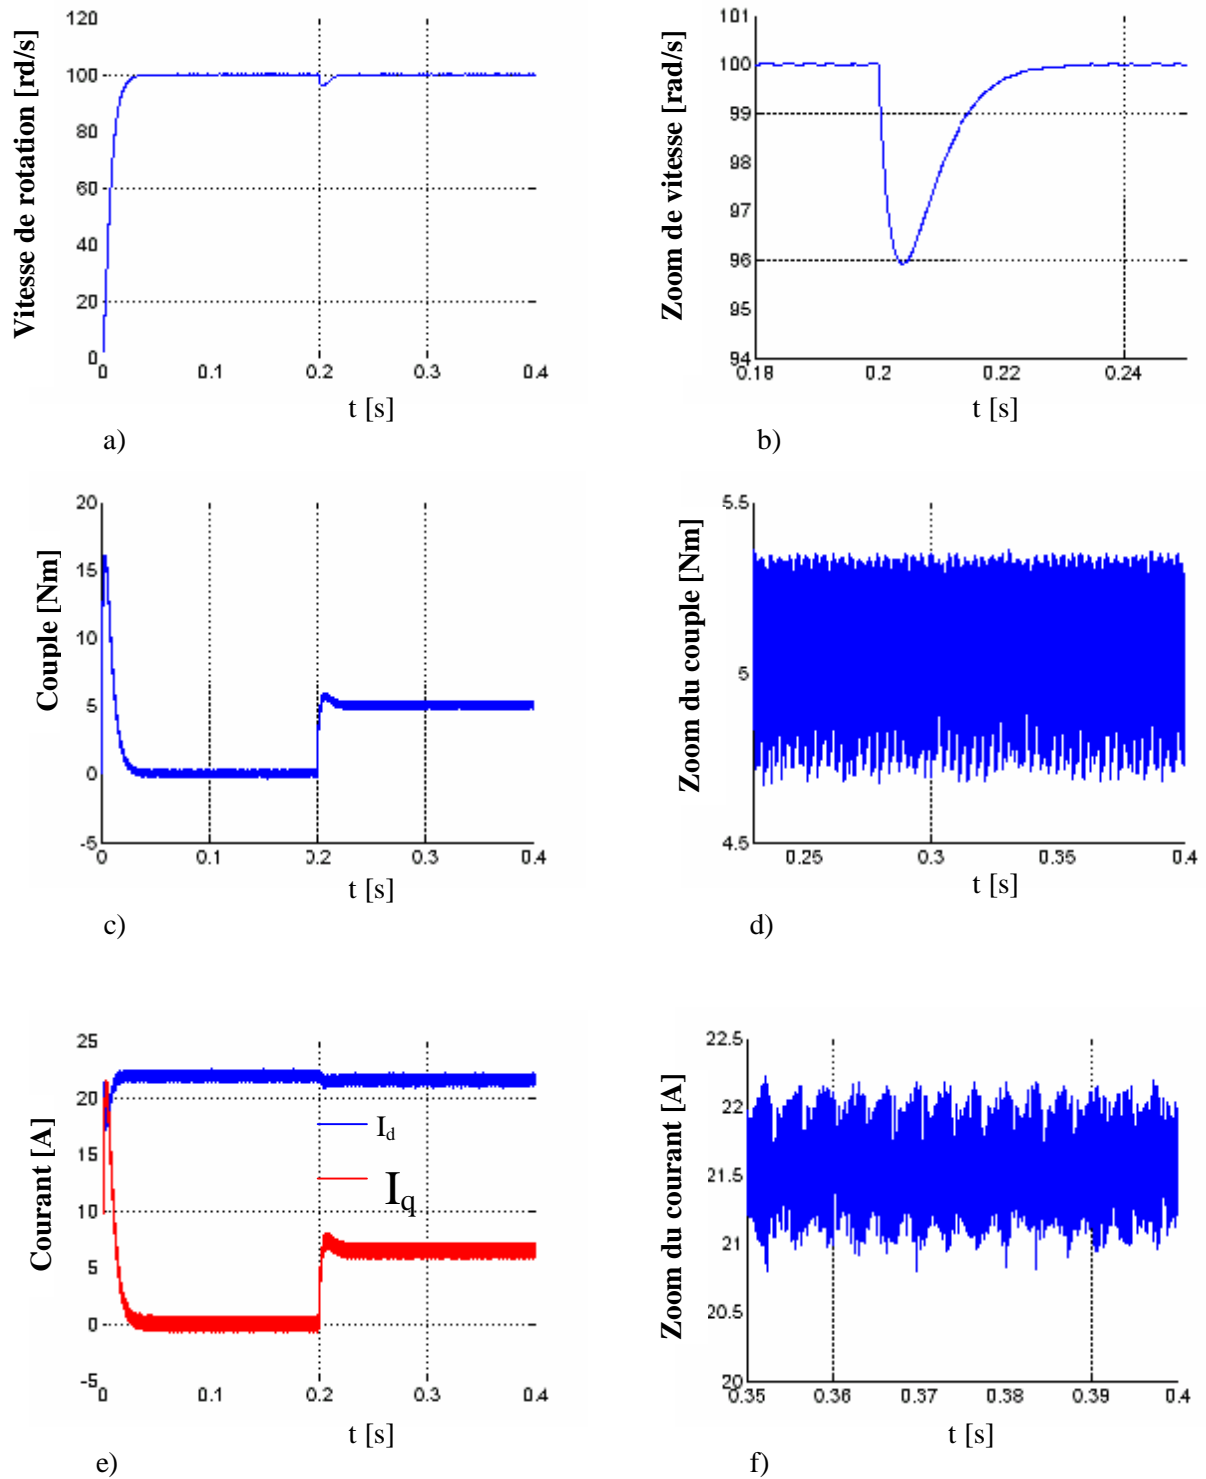 Vitesse de rotation [rd/s]
120
100
80
60
40
20
0
0 0.1 0.2 0.3 0.4
t [s]
a)
Zoom de vitesse [rad/s]
101
100
99
98
97
96
95
94
0.18 0.2 0.22 0.24
t [s]
b)
Couple [Nm]
20
15
10
5
0
-5
0 0.1 0.2 0.3 0.4
t [s]
c)
Zoom du couple [Nm]
5.5
5
4.5
0.25 0.3 0.35 0.4
t [s]
d)
Courant [A]
25
20
15
10
5
0
-5
Id
Iq
0 0.1 0.2 0.3 0.4
t [s]
e)
Zoom du courant [A]
22.5
22
21.5
21
20.5
20
0.35 0.36 0.37 0.38 0.39 0.4
t [s]
f)